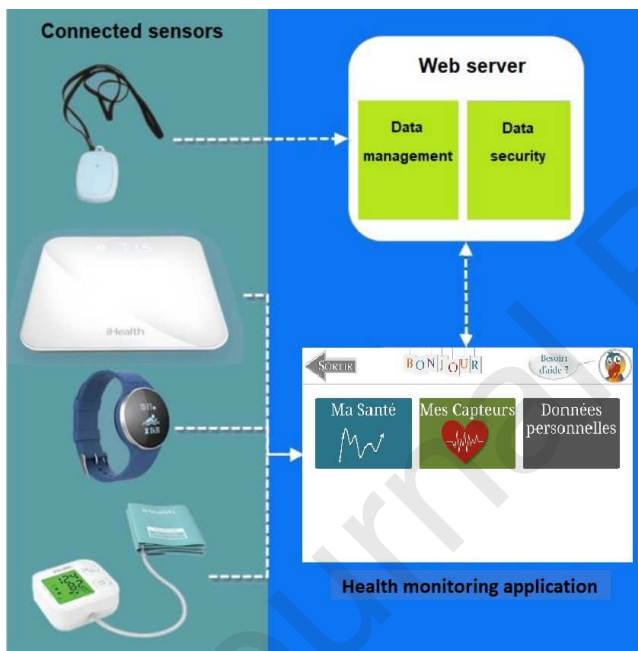 Connected sensors
Web server
Data
management
Data
security
iHealth
SORTIR
BONJOUR
Besoin
d'aide ?
Ma Santé
Mes Capteurs
Données
personnelles
iHealth
Health monitoring application